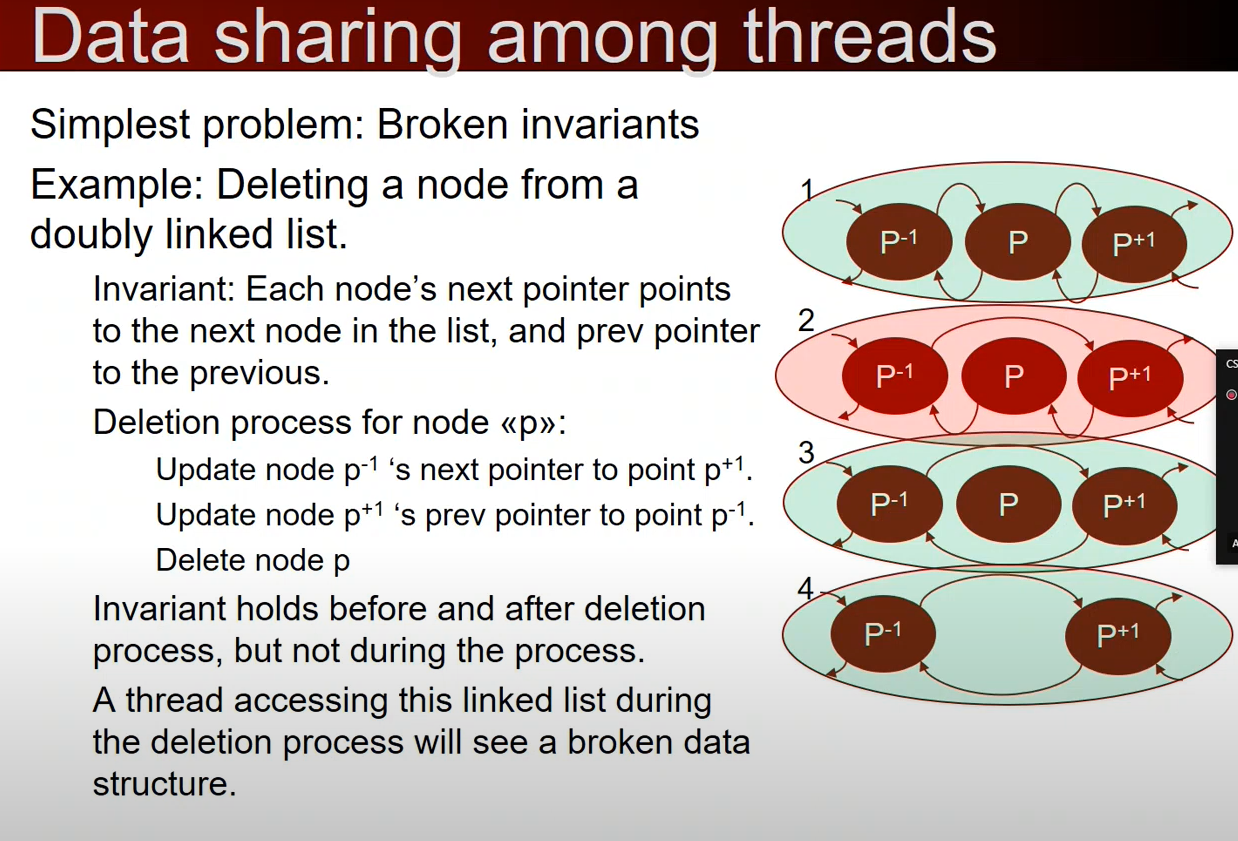 Data sharing among threads
Simplest problem: Broken invariants
Example: Deleting a node from a
doubly linked list.
Invariant: Each node’s next pointer points
to the next node in the list, and prev pointer
to the previous.
Deletion process for node «p»:
Update node p⁻¹ ‘s next pointer to point p⁺¹.
Update node p⁺¹ ‘s prev pointer to point p⁻¹.
Delete node p
Invariant holds before and after deletion
process, but not during the process.
A thread accessing this linked list during
the deletion process will see a broken data
structure.
1
P⁻¹ P P⁺¹
2
P⁻¹ P P⁺¹
3
P⁻¹ P P⁺¹
4
P⁻¹ P⁺¹
CS
A